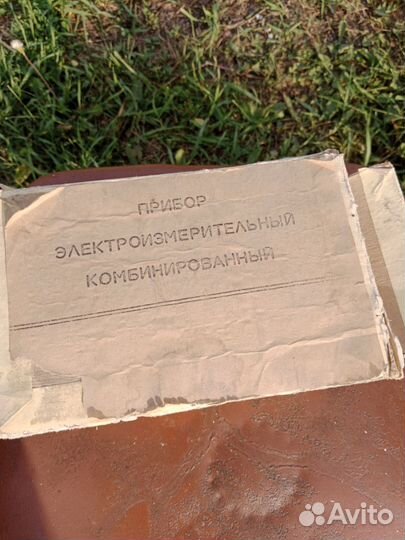 ПРИБОР
ЭЛЕКТРОИЗМЕРИТЕЛЬНЫЙ
КОМБИНИРОВАННЫЙ
Avito